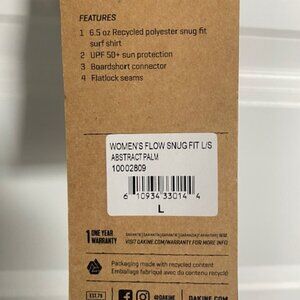 FEATURES
1 6.5 oz Recycled polyester snug fit
surf shirt
2 UPF 50+ sun protection
3 Boardshort connector
4 Flatlock seams
WOMEN'S FLOW SNUG FIT L/S
ABSTRACT PALM
10002809
6 10934 33014 4
L
1 ONE YEAR
WARRANTY
VISIT DAKINE.COM/WARRANTY FOR MORE INFO.
Packaging made with recycled content
Emballage fabriqué avec du contenu recyclé
EST.79
@DAKINE
DAKINE.COM